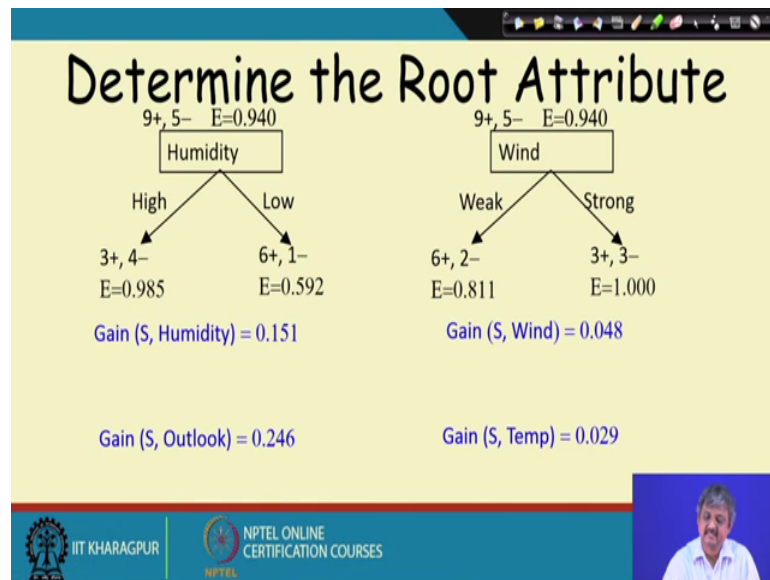 Determine the Root Attribute
9+, 5– E=0.940
Humidity
High
Low
3+, 4–
E=0.985
6+, 1–
E=0.592
Gain (S, Humidity) = 0.151
9+, 5– E=0.940
Wind
Weak
Strong
6+, 2–
E=0.811
3+, 3–
E=1.000
Gain (S, Wind) = 0.048
Gain (S, Outlook) = 0.246
Gain (S, Temp) = 0.029
IIT KHARAGPUR
NPTEL
NPTEL ONLINE
CERTIFICATION COURSES